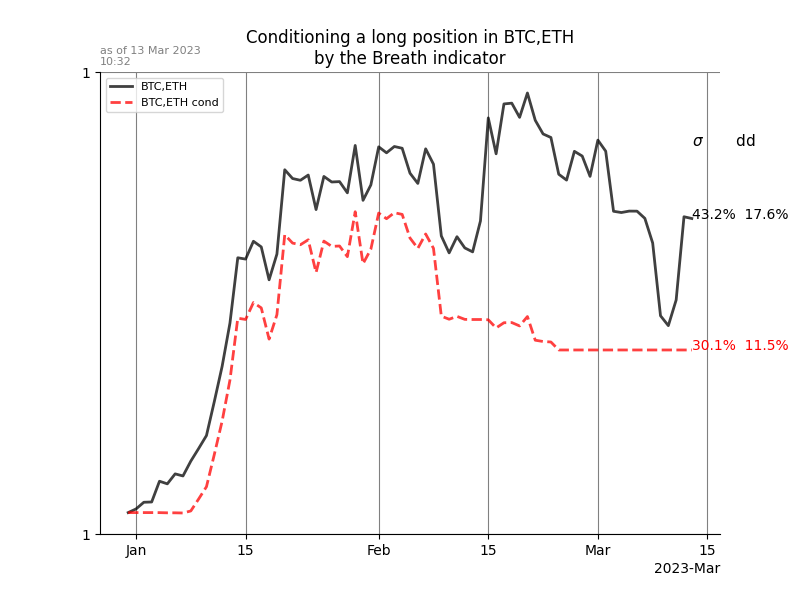 Conditioning a long position in BTC,ETH
by the Breath indicator
as of 13 Mar 2023
10:32
1
BTC,ETH
BTC,ETH cond
σ dd
43.2% 17.6%
30.1% 11.5%
1
Jan 15 Feb 15 Mar 15
2023-Mar